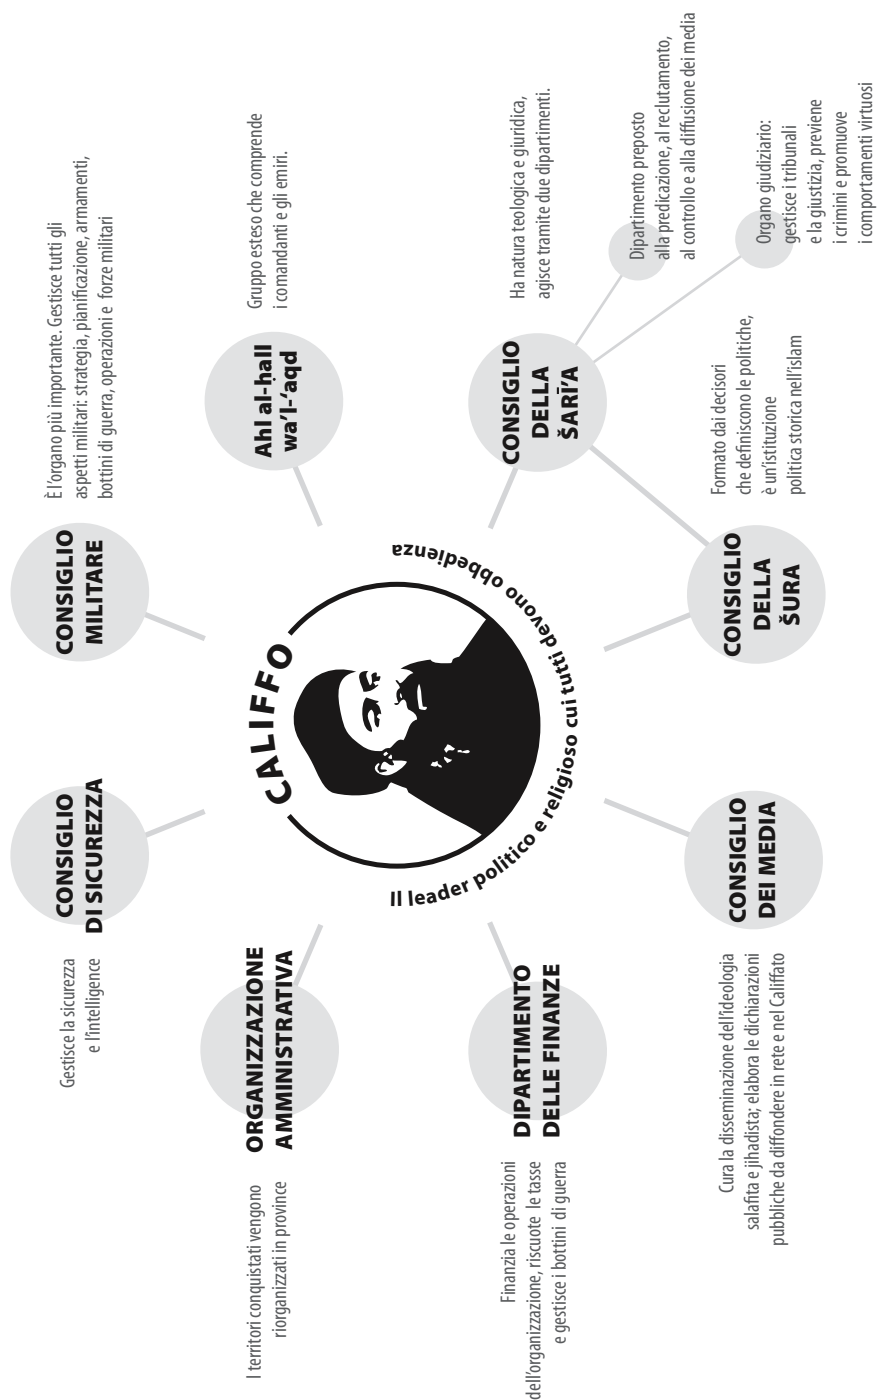 CALIFFO
Il leader politico e religioso cui tutti devono obbedienza
CONSIGLIO
DI SICUREZZA
Gestisce la sicurezza
e l'intelligence
CONSIGLIO
MILITARE
È l'organo più importante. Gestisce tutti gli
aspetti militari: strategia, pianificazione, armamenti,
bottini di guerra, operazioni e forze militari
ORGANIZZAZIONE
AMMINISTRATIVA
I territori conquistati vengono
riorganizzati in province
Ahl al-ḥall
wa'l-ʻaqd
Gruppo esteso che comprende
i comandanti e gli emiri.
DIPARTIMENTO
DELLE FINANZE
Finanzia le operazioni
dell'organizzazione, riscuote le tasse
e gestisce i bottini di guerra
CONSIGLIO
DELLA
ŠARĪ'A
Ha natura teologica e giuridica,
agisce tramite due dipartimenti.
Dipartimento preposto
alla predicazione, al reclutamento,
al controllo e alla diffusione dei media
Organo giudiziario:
gestisce i tribunali
e la giustizia, previene
i crimini e promuove
i comportamenti virtuosi
CONSIGLIO
DEI MEDIA
Cura la disseminazione dell'ideologia
salafita e jihadista; elabora le dichiarazioni
pubbliche da diffondere in rete e nel Califfato
CONSIGLIO
DELLA
ŠURA
Formato dai decisori
che definiscono le politiche,
è un'istituzione
politica storica nell'islam